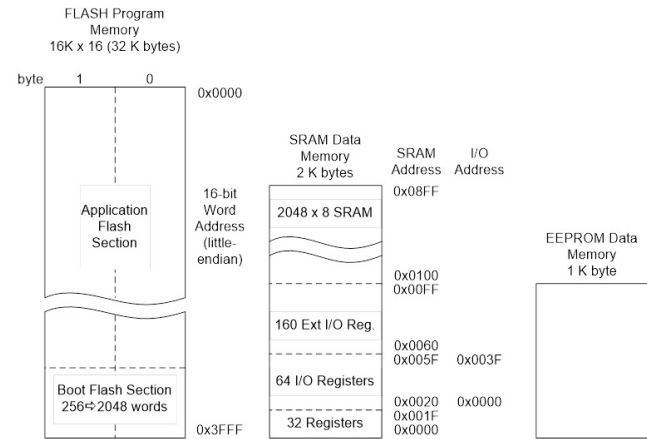 FLASH Program
Memory
16K x 16 (32 K bytes)
byte 1 0
0x0000
Application
Flash
Section
16-bit
Word
Address
(little-
endian)
Boot Flash Section
256⇨2048 words
0x3FFF
SRAM Data
Memory
2 K bytes
SRAM
Address
I/O
Address
0x08FF
2048 x 8 SRAM
0x0100
0x00FF
160 Ext I/O Reg.
0x0060
0x005F 0x003F
64 I/O Registers
0x0020 0x0000
0x001F
32 Registers
0x0000
EEPROM Data
Memory
1 K byte